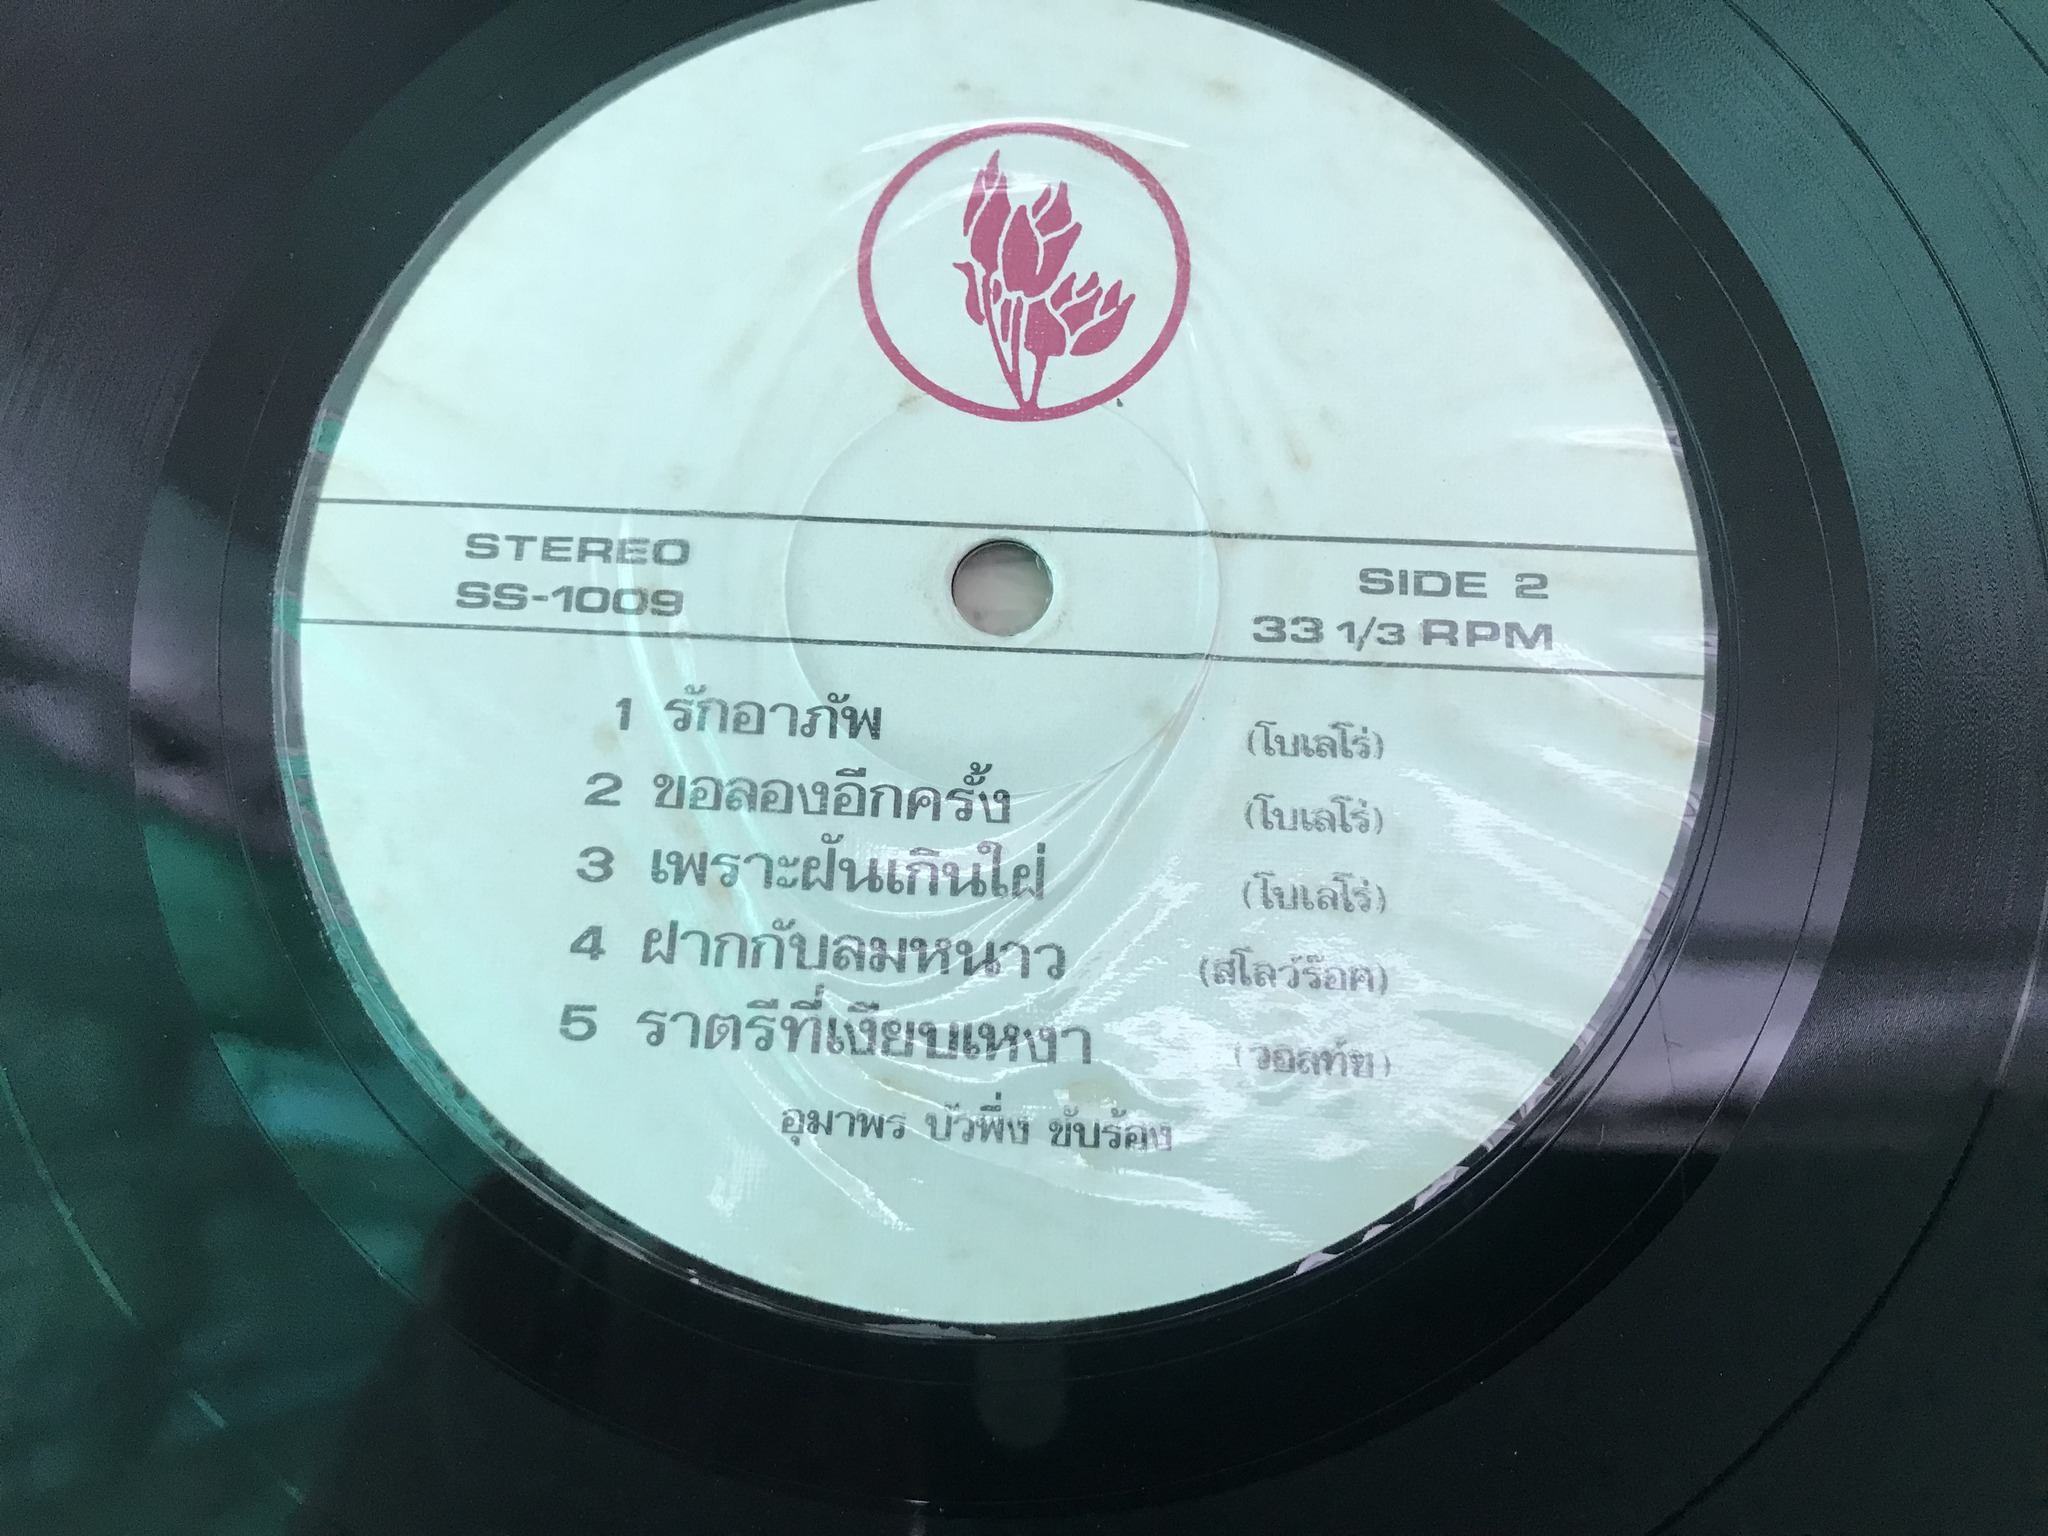 STEREO
SS-1009
SIDE 2
33 1/3 RPM
1 รักอาภัพ (โบเลโร่)
2 ขอลองอีกครั้ง (โบเลโร่)
3 เพราะฝันเกินใฝ่ (โบเลโร่)
4 ฝากกับลมหนาว (สโลว์ร๊อค)
5 ราตรีที่เงียบเหงา (วอลท์ซ)
อุมาพร บัวพึ่ง ขับร้อง